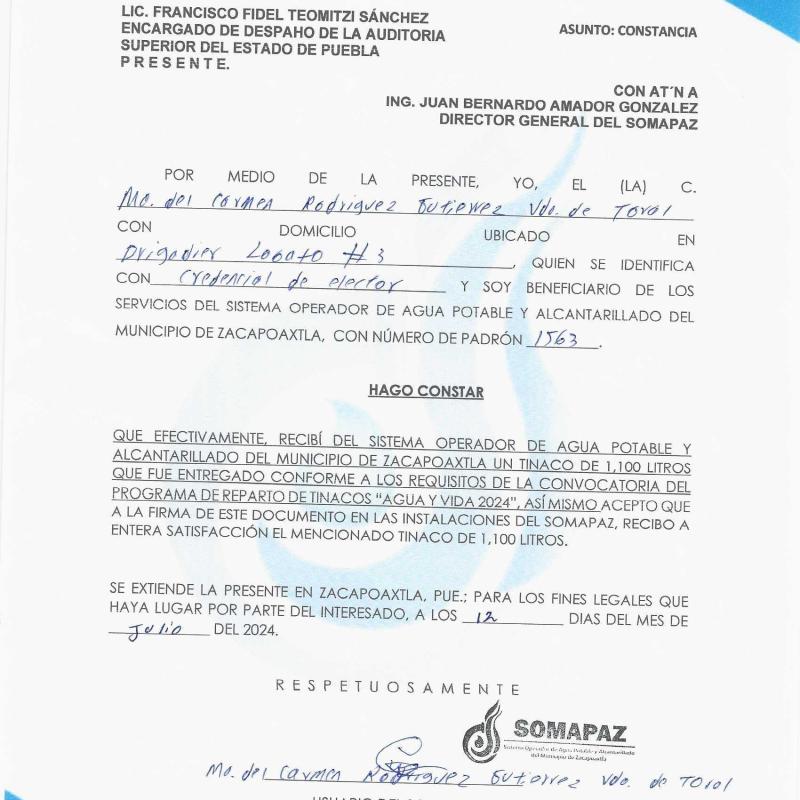 LIC. FRANCISCO FIDEL TEOMITZI SÁNCHEZ
ENCARGADO DE DESPAHO DE LA AUDITORIA
SUPERIOR DEL ESTADO DE PUEBLA
P R E S E N T E.
ASUNTO: CONSTANCIA
CON AT´N A
ING. JUAN BERNARDO AMADOR GONZALEZ
DIRECTOR GENERAL DEL SOMAPAZ
POR MEDIO DE LA PRESENTE, YO, EL (LA) C.
Ma. del Carmen Rodriguez Gutierrez Vda. de Toral
CON DOMICILIO UBICADO EN
Brigadier Lobato # 3, QUIEN SE IDENTIFICA
CON Credencial de elector Y SOY BENEFICIARIO DE LOS
SERVICIOS DEL SISTEMA OPERADOR DE AGUA POTABLE Y ALCANTARILLADO DEL
MUNICIPIO DE ZACAPOAXTLA, CON NÚMERO DE PADRÓN 1563.
HAGO CONSTAR
QUE EFECTIVAMENTE, RECIBÍ DEL SISTEMA OPERADOR DE AGUA POTABLE Y
ALCANTARILLADO DEL MUNICIPIO DE ZACAPOAXTLA UN TINACO DE 1,100 LITROS
QUE FUE ENTREGADO CONFORME A LOS REQUISITOS DE LA CONVOCATORIA DEL
PROGRAMA DE REPARTO DE TINACOS "AGUA Y VIDA 2024", ASÍ MISMO ACEPTO QUE
A LA FIRMA DE ESTE DOCUMENTO EN LAS INSTALACIONES DEL SOMAPAZ, RECIBO A
ENTERA SATISFACCIÓN EL MENCIONADO TINACO DE 1,100 LITROS.
SE EXTIENDE LA PRESENTE EN ZACAPOAXTLA, PUE.; PARA LOS FINES LEGALES QUE
HAYA LUGAR POR PARTE DEL INTERESADO, A LOS 12 DIAS DEL MES DE
Julio DEL 2024.
R E S P E T U O S A M E N T E
SOMAPAZ
Sistema Operador de Agua Potable y Alcantarillado
del Municipio de Zacapoaxtla
Ma. del Carmen Rodriguez Gutierrez Vda. de Toral